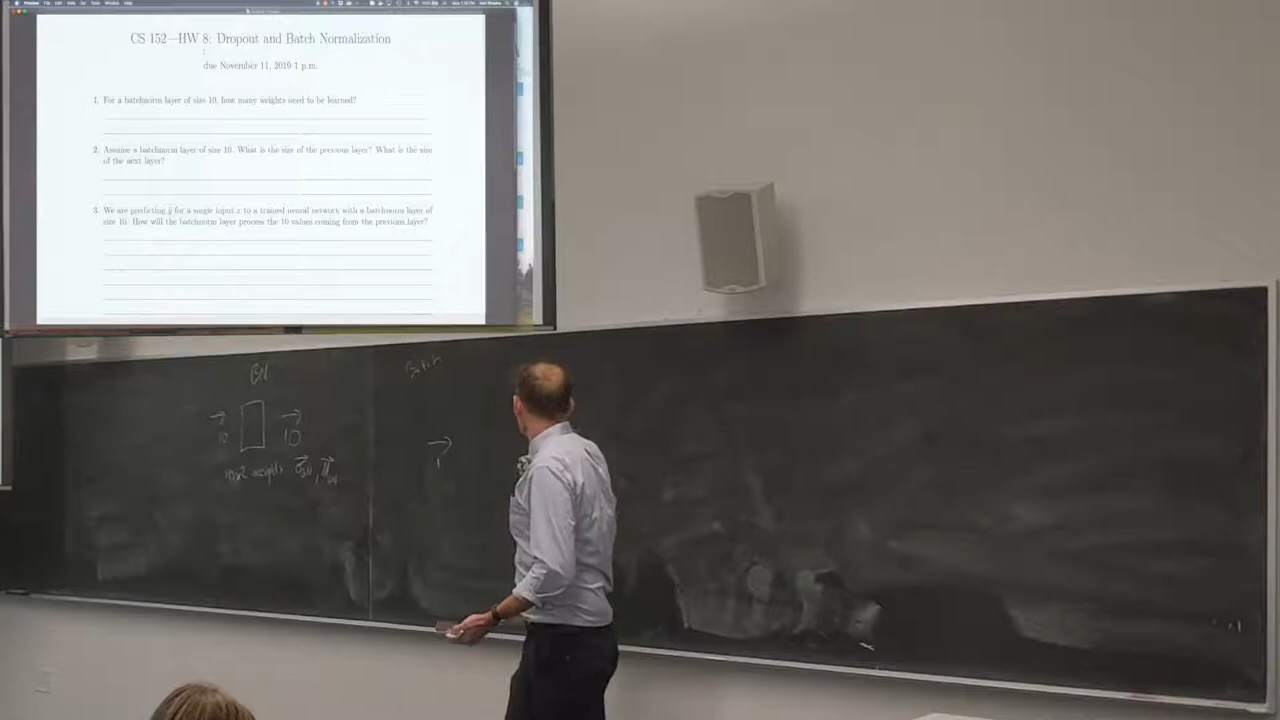 CS 152—HW 8: Dropout and Batch Normalization
due November 11, 2019 1 p.m.
1. For a batchnorm layer of size 10, how many weights need to be learned?
2. Assume a batchnorm layer of size 10. What is the size of the previous layer? What is the size
of the next layer?
3. We are predicting ŷ for a single input x to a trained neural network with a batchnorm layer of
size 10. How will the batchnorm layer process the 10 values coming from the previous layer?
BN
10
10
10x2 weights
Batch
1